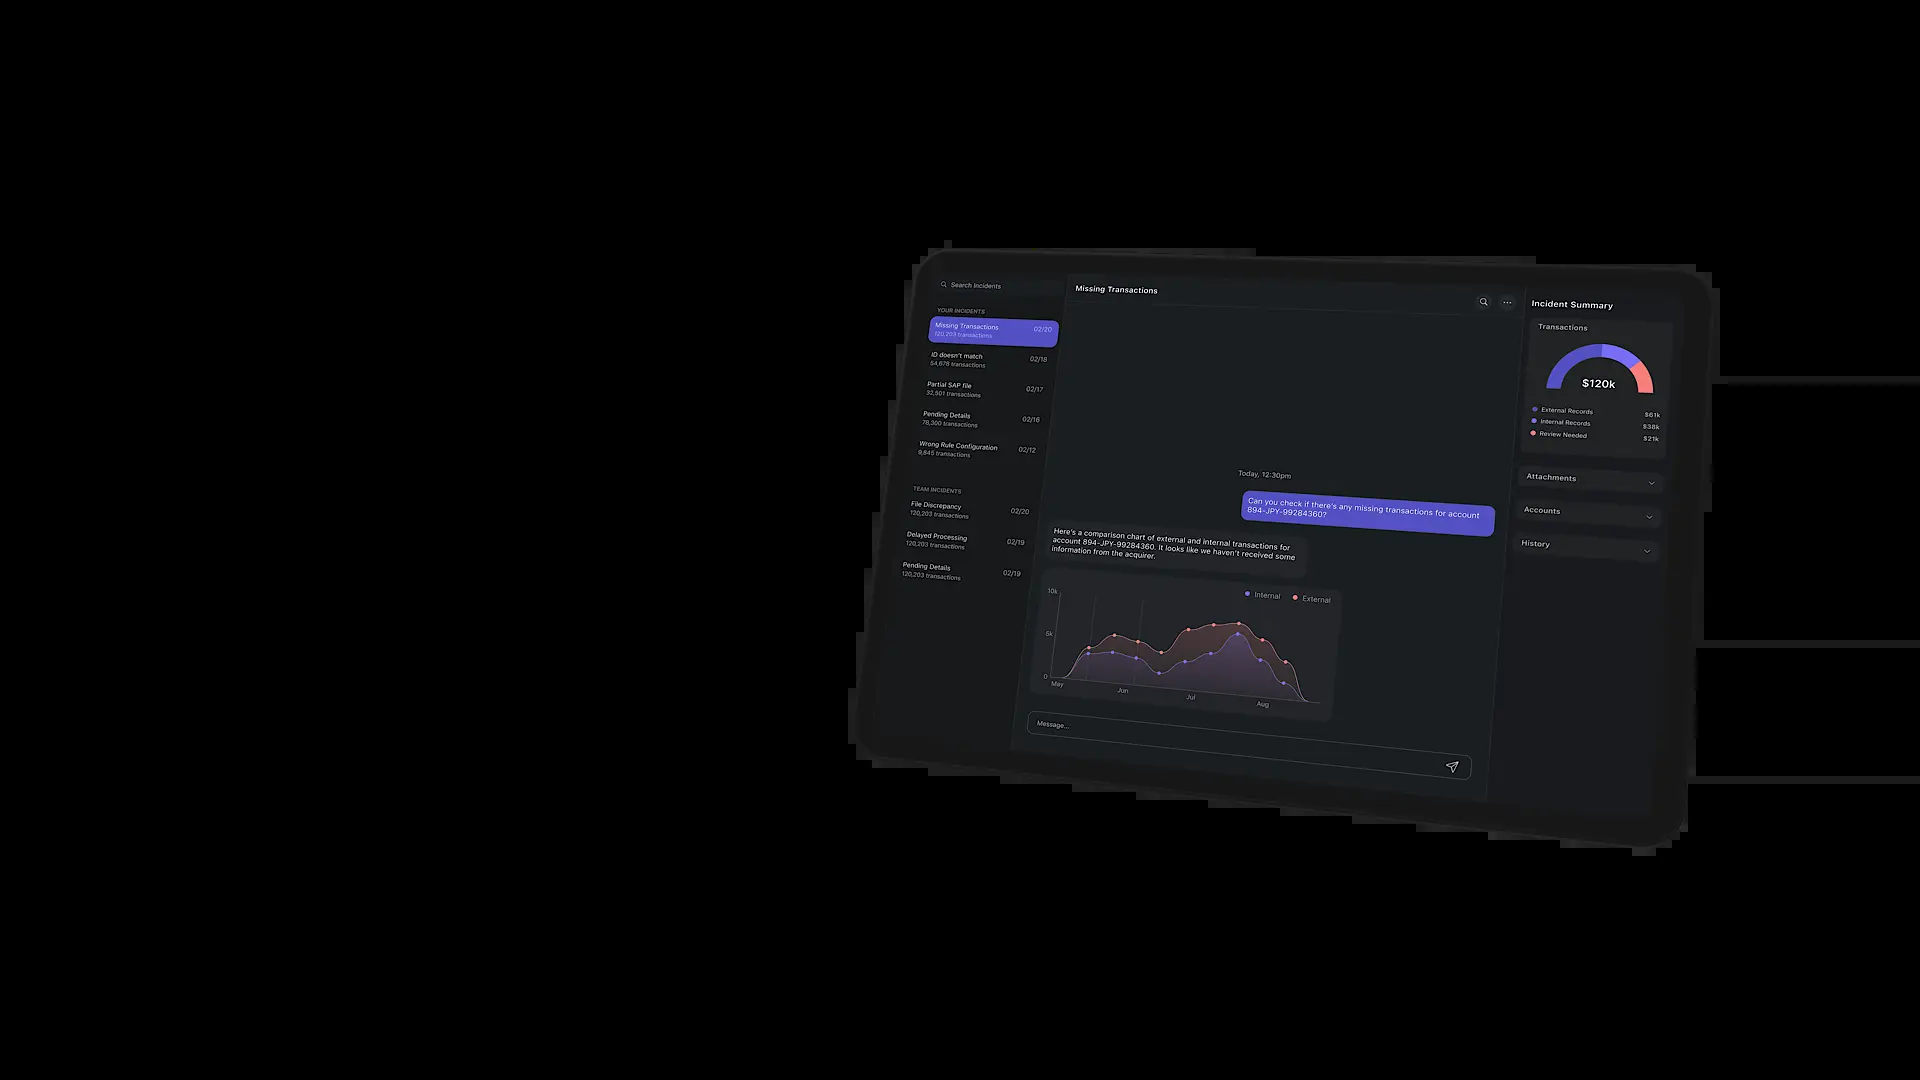 Search Incidents
YOUR INCIDENTS
Missing Transactions 02/20
120,203 transactions
ID doesn't match 02/18
54,678 transactions
Partial SAP file 02/17
32,501 transactions
Pending Details 02/16
78,300 transactions
Wrong Rule Configuration 02/12
9,845 transactions
TEAM INCIDENTS
File Discrepancy 02/20
120,203 transactions
Delayed Processing 02/19
120,203 transactions
Pending Details 02/19
120,203 transactions
Missing Transactions
Today, 12:30pm
Can you check if there's any missing transactions for account
894-JPY-99284360?
Here's a comparison chart of external and internal transactions for
account 894-JPY-99284360. It looks like we haven't received some
information from the acquirer.
Internal External
10k
5k
0
May Jun Jul Aug
Message...
Incident Summary
Transactions
$120k
External Records $61k
Internal Records $38k
Review Needed $21k
Attachments
Accounts
History